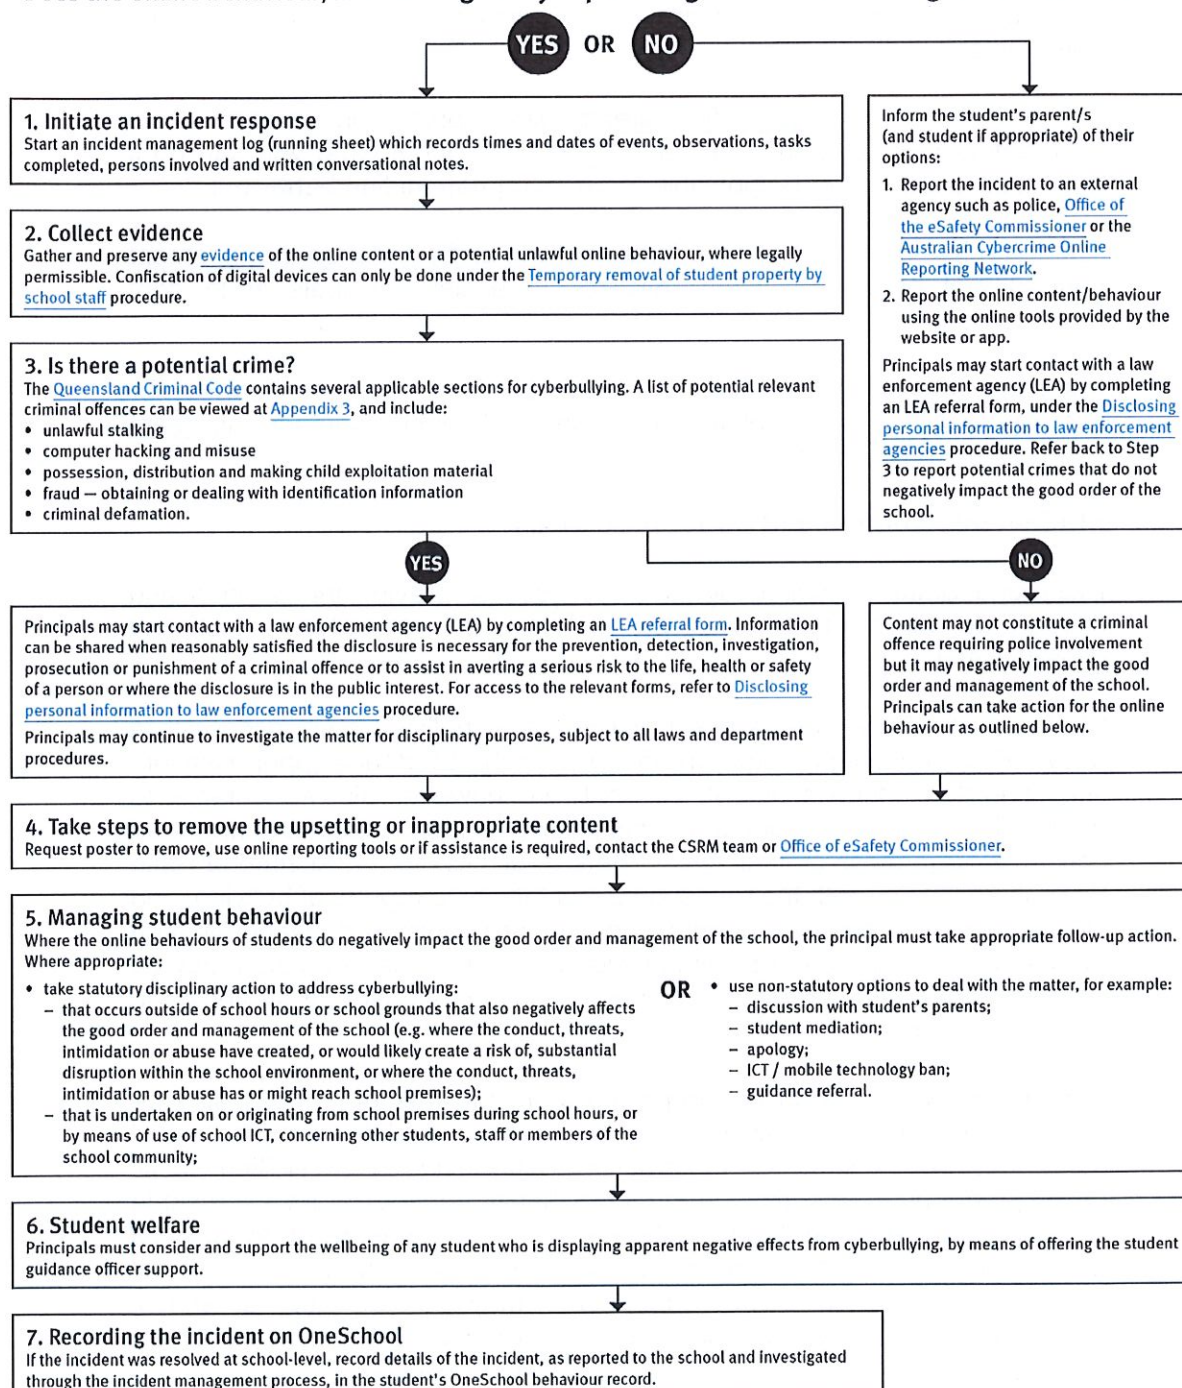 YES OR NO
1. Initiate an incident response
Start an incident management log (running sheet) which records times and dates of events, observations, tasks
completed, persons involved and written conversational notes.
2. Collect evidence
Gather and preserve any evidence of the online content or a potential unlawful online behaviour, where legally
permissible. Confiscation of digital devices can only be done under the Temporary removal of student property by
school staff procedure.
3. Is there a potential crime?
The Queensland Criminal Code contains several applicable sections for cyberbullying. A list of potential relevant
criminal offences can be viewed at Appendix 3, and include:
• unlawful stalking
• computer hacking and misuse
• possession, distribution and making child exploitation material
• fraud — obtaining or dealing with identification information
• criminal defamation.
Inform the student's parent/s
(and student if appropriate) of their
options:
1. Report the incident to an external
agency such as police, Office of
the eSafety Commissioner or the
Australian Cybercrime Online
Reporting Network.
2. Report the online content/behaviour
using the online tools provided by the
website or app.
Principals may start contact with a law
enforcement agency (LEA) by completing
an LEA referral form, under the Disclosing
personal information to law enforcement
agencies procedure. Refer back to Step
3 to report potential crimes that do not
negatively impact the good order of the
school.
YES
NO
Principals may start contact with a law enforcement agency (LEA) by completing an LEA referral form. Information
can be shared when reasonably satisfied the disclosure is necessary for the prevention, detection, investigation,
prosecution or punishment of a criminal offence or to assist in averting a serious risk to the life, health or safety
of a person or where the disclosure is in the public interest. For access to the relevant forms, refer to Disclosing
personal information to law enforcement agencies procedure.
Principals may continue to investigate the matter for disciplinary purposes, subject to all laws and department
procedures.
Content may not constitute a criminal
offence requiring police involvement
but it may negatively impact the good
order and management of the school.
Principals can take action for the online
behaviour as outlined below.
4. Take steps to remove the upsetting or inappropriate content
Request poster to remove, use online reporting tools or if assistance is required, contact the CSRM team or Office of eSafety Commissioner.
5. Managing student behaviour
Where the online behaviours of students do negatively impact the good order and management of the school, the principal must take appropriate follow-up action.
Where appropriate:
• take statutory disciplinary action to address cyberbullying:
– that occurs outside of school hours or school grounds that also negatively affects
the good order and management of the school (e.g. where the conduct, threats,
intimidation or abuse have created, or would likely create a risk of, substantial
disruption within the school environment, or where the conduct, threats,
intimidation or abuse has or might reach school premises);
– that is undertaken on or originating from school premises during school hours, or
by means of use of school ICT, concerning other students, staff or members of the
school community;
OR
• use non-statutory options to deal with the matter, for example:
– discussion with student's parents;
– student mediation;
– apology;
– ICT / mobile technology ban;
– guidance referral.
6. Student welfare
Principals must consider and support the wellbeing of any student who is displaying apparent negative effects from cyberbullying, by means of offering the student
guidance officer support.
7. Recording the incident on OneSchool
If the incident was resolved at school-level, record details of the incident, as reported to the school and investigated
through the incident management process, in the student's OneSchool behaviour record.